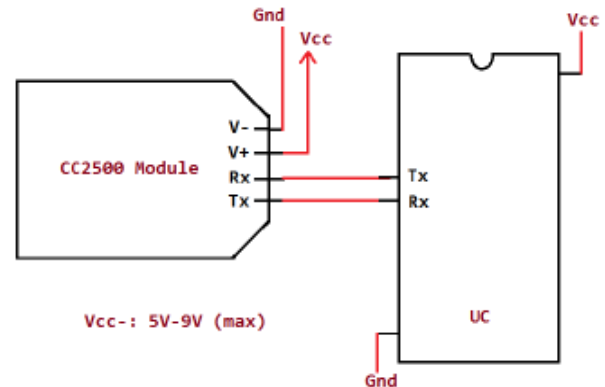 Gnd
Vcc
Vcc
V-
V+
CC2500 Module
Rx
Tx
Tx
Rx
Vcc-: 5V-9V (max)
UC
Gnd